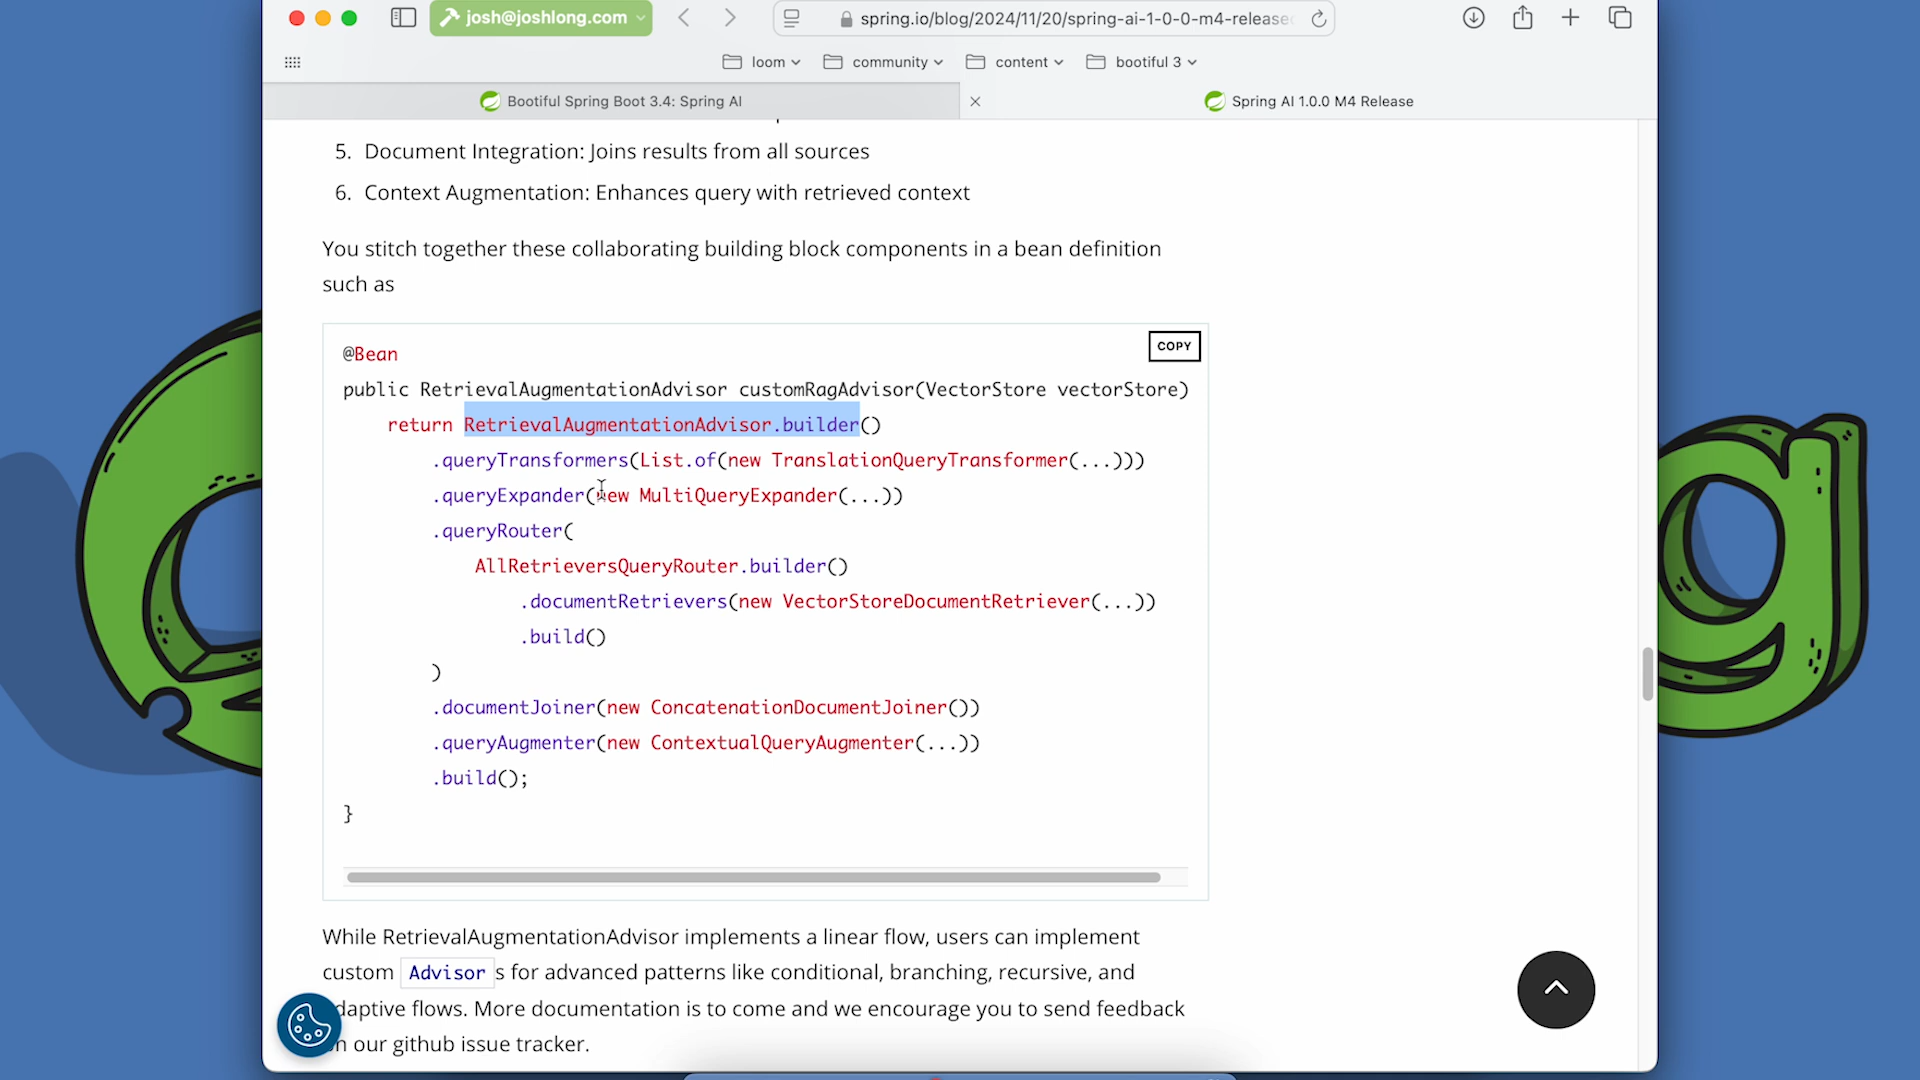 josh@joshlong.com
spring.io/blog/2024/11/20/spring-ai-1-0-0-m4-release
loom
community
content
bootiful 3
Bootiful Spring Boot 3.4: Spring AI
Spring AI 1.0.0 M4 Release
5. Document Integration: Joins results from all sources
6. Context Augmentation: Enhances query with retrieved context
You stitch together these collaborating building block components in a bean definition
such as
COPY
@Bean
public RetrievalAugmentationAdvisor customRagAdvisor(VectorStore vectorStore)
return RetrievalAugmentationAdvisor.builder()
.queryTransformers(List.of(new TranslationQueryTransformer(...)))
.queryExpander(new MultiQueryExpander(...))
.queryRouter(
AllRetrieversQueryRouter.builder()
.documentRetrievers(new VectorStoreDocumentRetriever(...))
.build()
)
.documentJoiner(new ConcatenationDocumentJoiner())
.queryAugmenter(new ContextualQueryAugmenter(...))
.build();
}
While RetrievalAugmentationAdvisor implements a linear flow, users can implement
custom Advisor s for advanced patterns like conditional, branching, recursive, and
daptive flows. More documentation is to come and we encourage you to send feedback
n our github issue tracker.
g